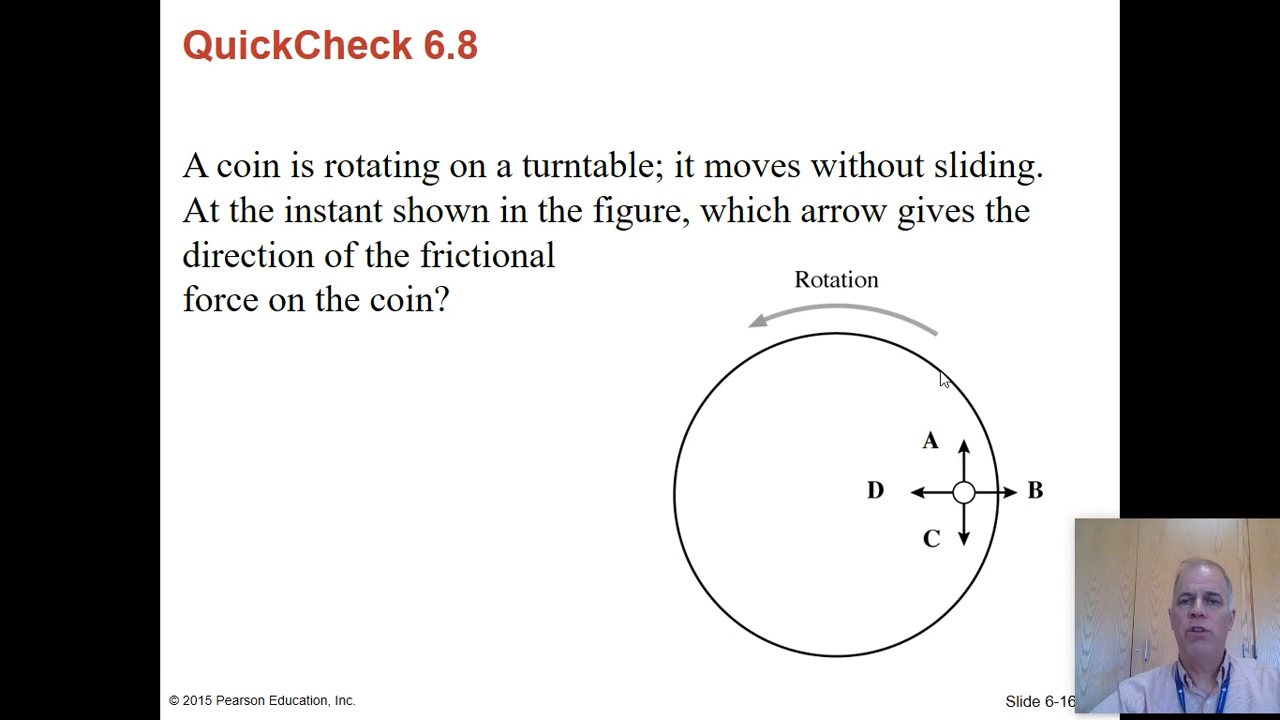 QuickCheck 6.8
A coin is rotating on a turntable; it moves without sliding.
At the instant shown in the figure, which arrow gives the
direction of the frictional
force on the coin?
Rotation
A
D
B
C
© 2015 Pearson Education, Inc.
Slide 6-16